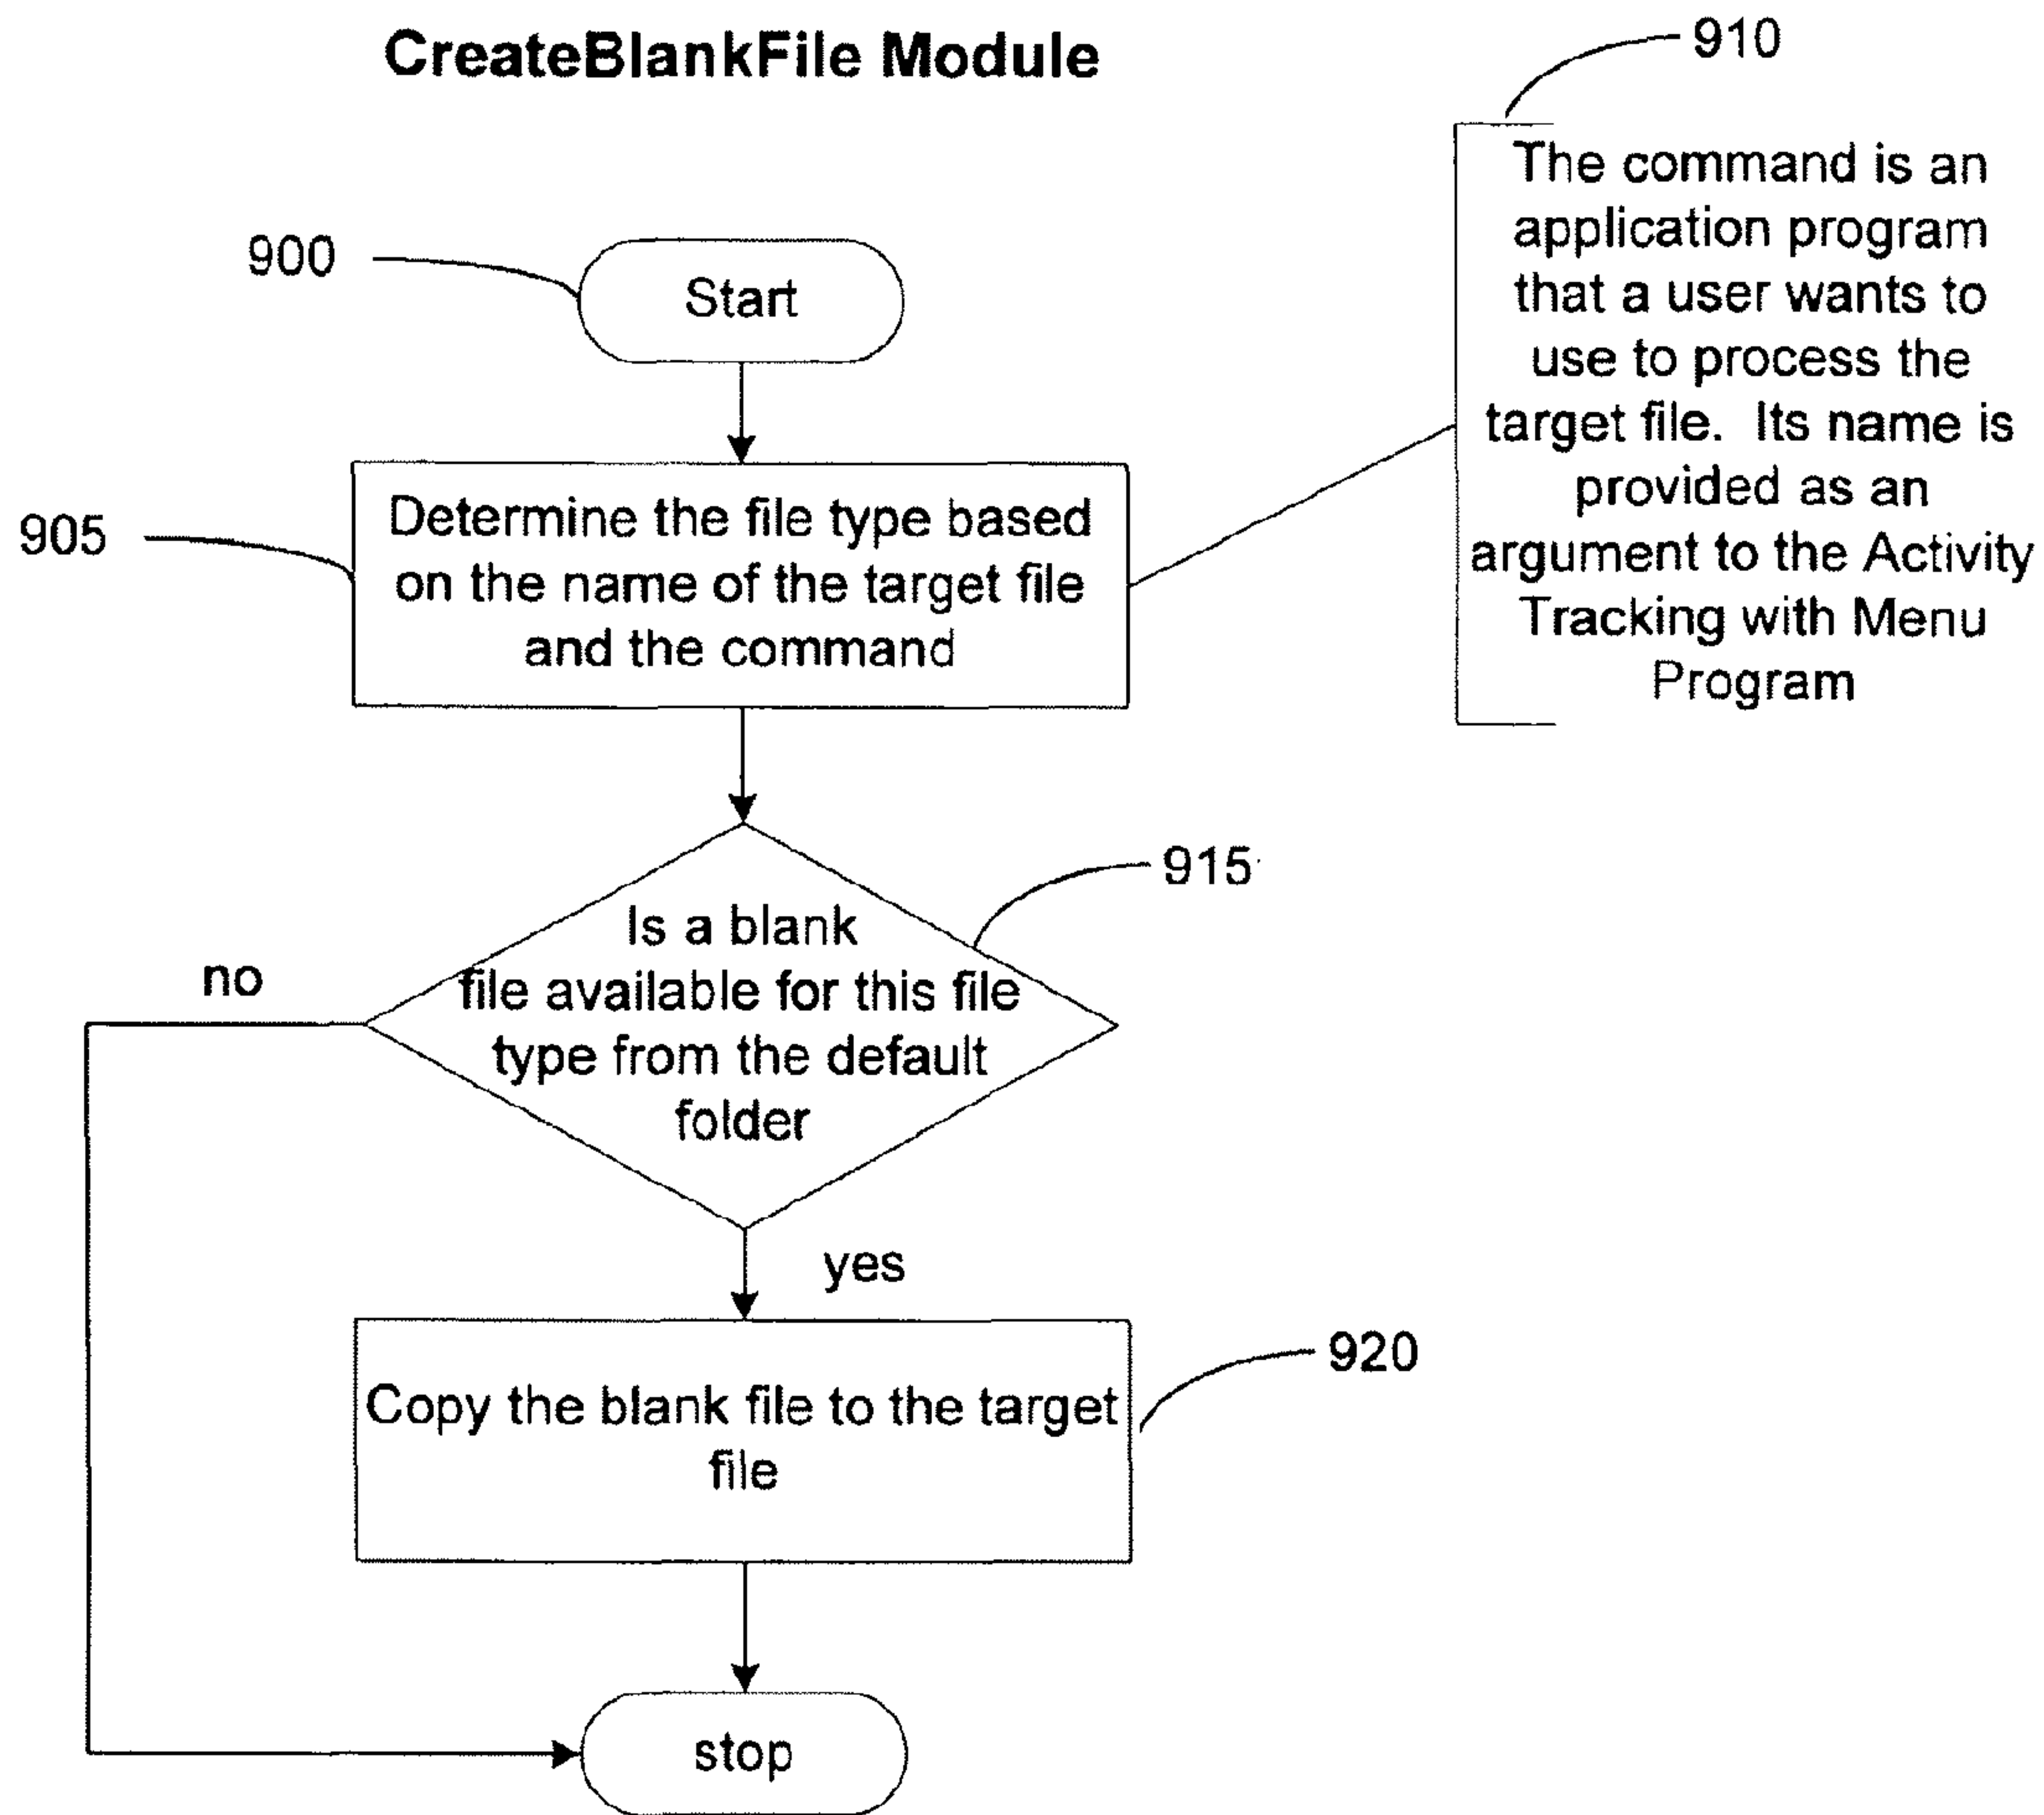 CreateBlankFile Module
910
The command is an
application program
that a user wants to
use to process the
target file. Its name is
provided as an
argument to the Activity
Tracking with Menu
Program
900
Start
905
Determine the file type based
on the name of the target file
and the command
915
Is a blank
file available for this file
type from the default
folder
no
yes
920
Copy the blank file to the target
file
stop